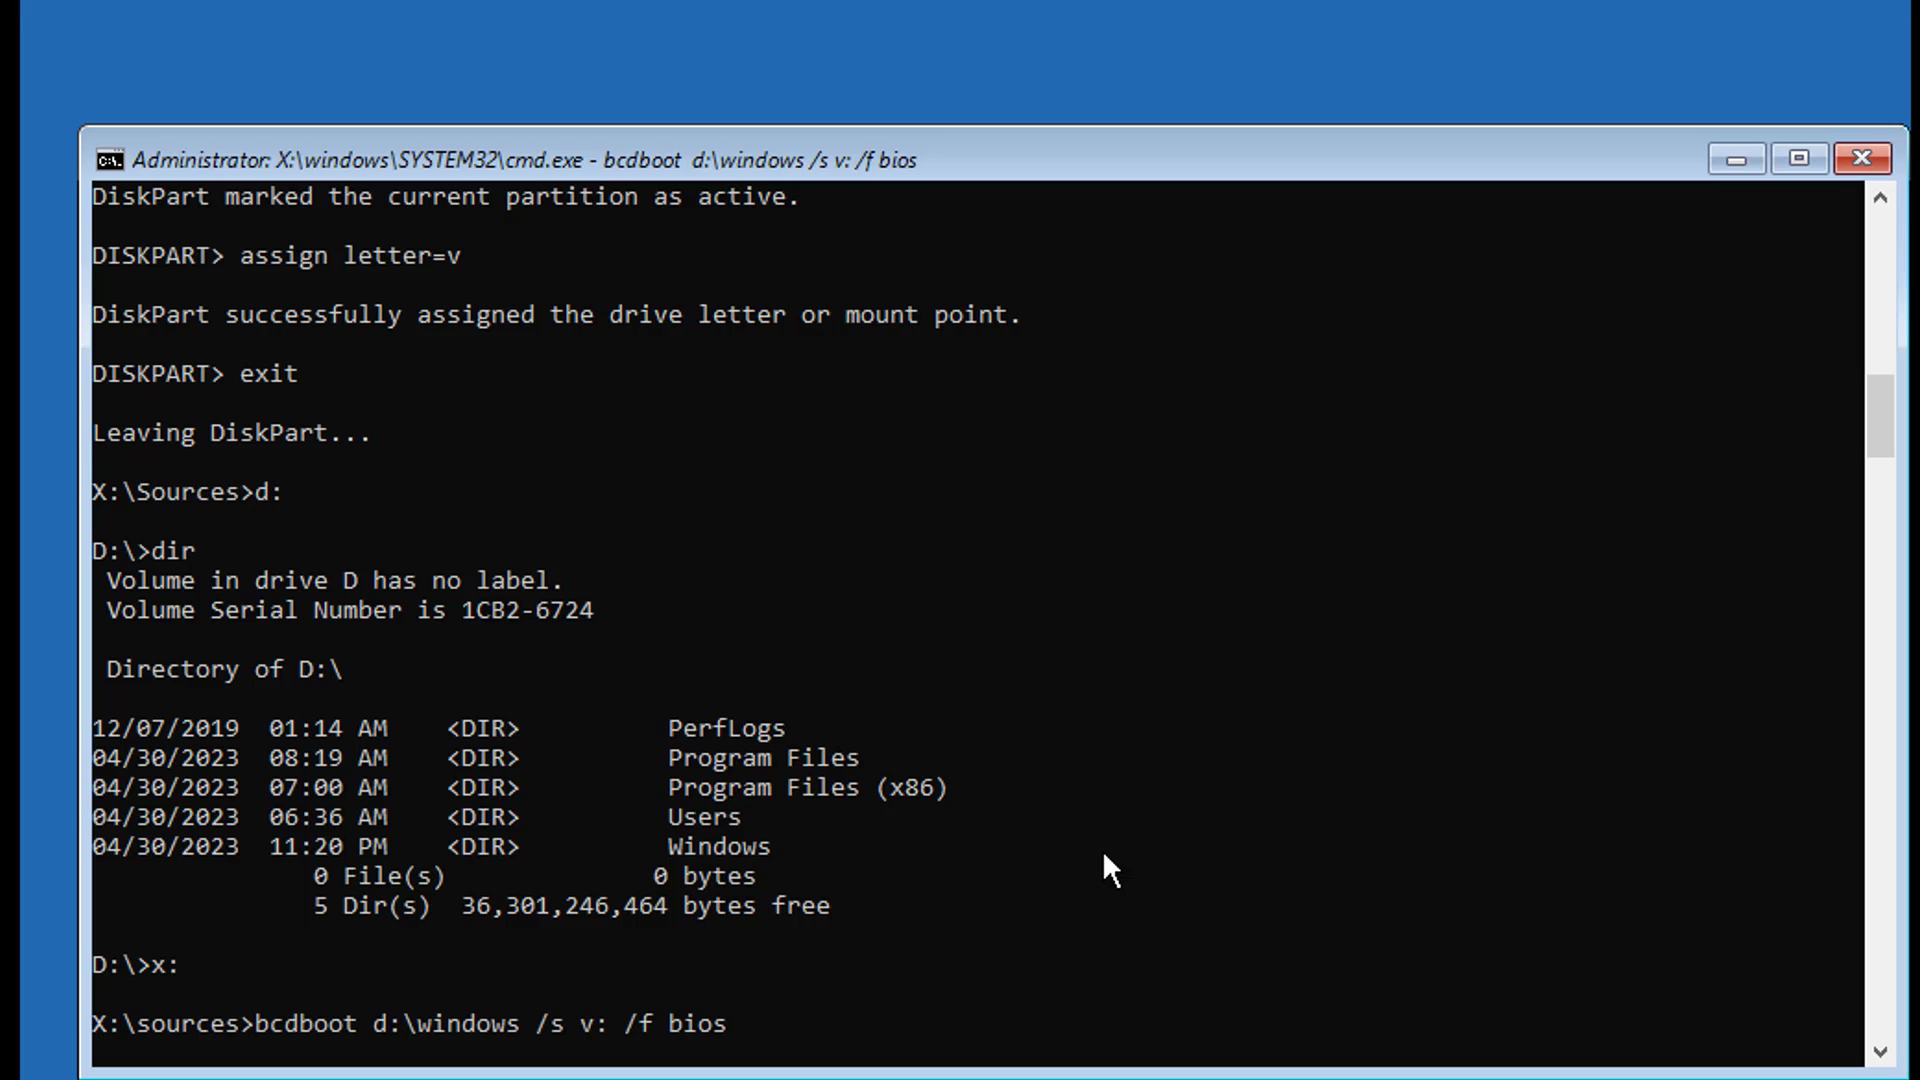 Administrator: X:\windows\SYSTEM32\cmd.exe - bcdboot  d:\windows /s v: /f bios
DiskPart marked the current partition as active.
DISKPART> assign letter=v
DiskPart successfully assigned the drive letter or mount point.
DISKPART> exit
Leaving DiskPart...
X:\Sources>d:
D:\>dir
 Volume in drive D has no label.
 Volume Serial Number is 1CB2-6724
 Directory of D:\
12/07/2019  01:14 AM    <DIR>          PerfLogs
04/30/2023  08:19 AM    <DIR>          Program Files
04/30/2023  07:00 AM    <DIR>          Program Files (x86)
04/30/2023  06:36 AM    <DIR>          Users
04/30/2023  11:20 PM    <DIR>          Windows
               0 File(s)              0 bytes
               5 Dir(s)  36,301,246,464 bytes free
D:\>x:
X:\sources>bcdboot d:\windows /s v: /f bios